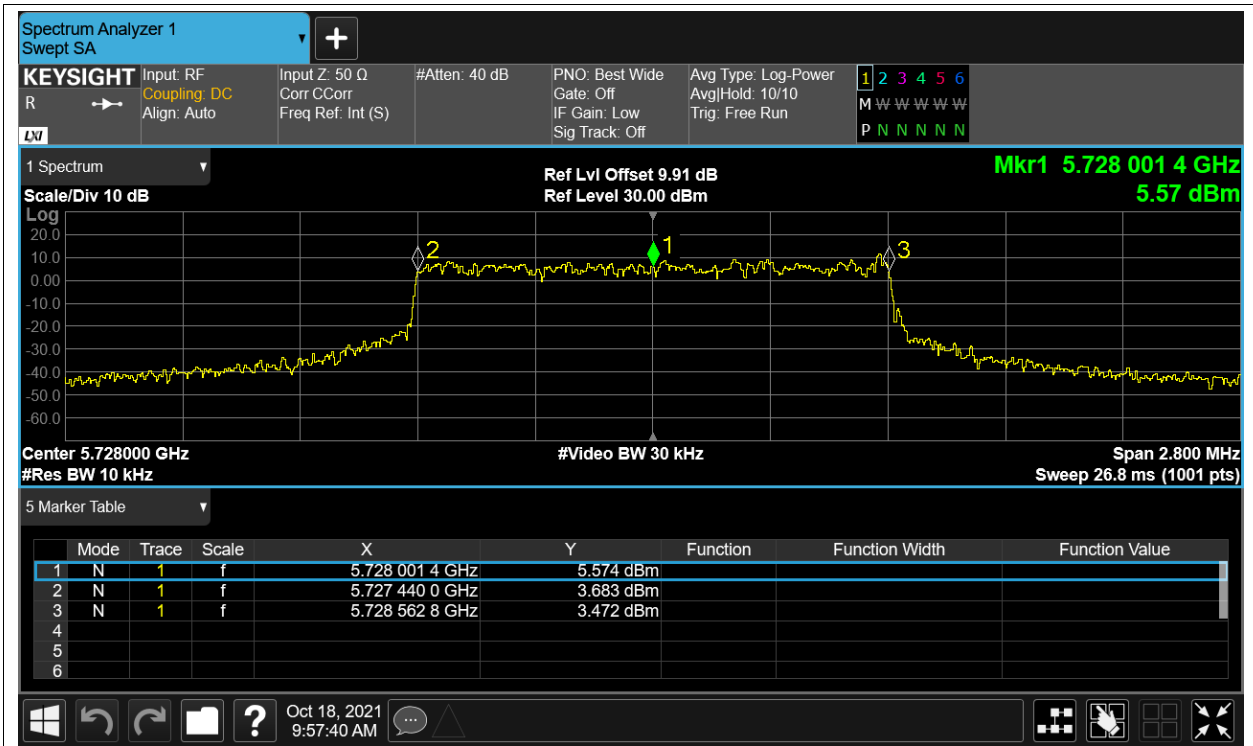 Spectrum Analyzer 1
Swept SA
KEYSIGHT Input: RF Input Z: 50 Ω #Atten: 40 dB PNO: Best Wide Avg Type: Log-Power 1 2 3 4 5 6
R Coupling: DC Corr CCorr Gate: Off Avg|Hold: 10/10 M W W W W W
Align: Auto Freq Ref: Int (S) IF Gain: Low Trig: Free Run
LXI Sig Track: Off P N N N N N
1 Spectrum Mkr1 5.728 001 4 GHz
Ref Lvl Offset 9.91 dB
Scale/Div 10 dB Ref Level 30.00 dBm 5.57 dBm
Log
20.0
2 1 3
10.0
0.00
-10.0
-20.0
-30.0
-40.0
-50.0
-60.0
Center 5.728000 GHz #Video BW 30 kHz Span 2.800 MHz
#Res BW 10 kHz Sweep 26.8 ms (1001 pts)
5 Marker Table
Mode Trace Scale X Y Function Function Width Function Value
1 N 1 f 5.728 001 4 GHz 5.574 dBm
2 N 1 f 5.727 440 0 GHz 3.683 dBm
3 N 1 f 5.728 562 8 GHz 3.472 dBm
4
5
6
? Oct 18, 2021
9:57:40 AM